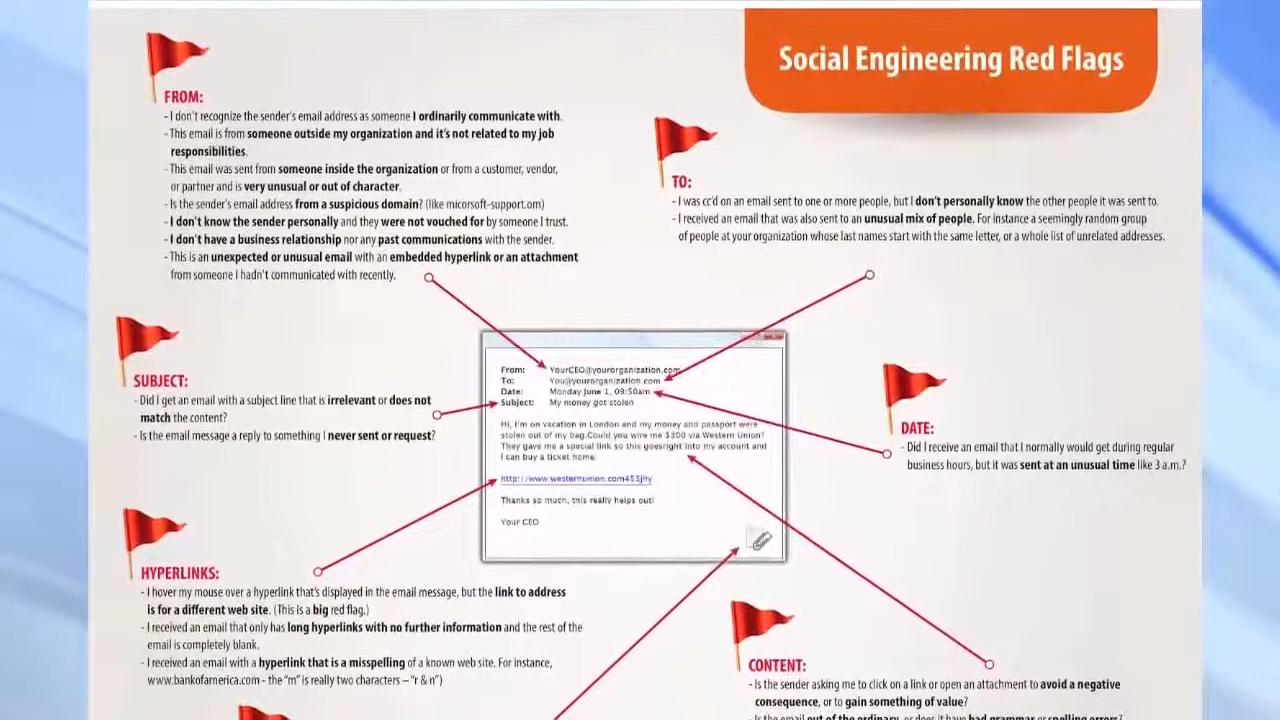 Social Engineering Red Flags
FROM:
- I don't recognize the sender's email address as someone I ordinarily communicate with.
- This email is from someone outside my organization and it's not related to my job
responsibilities.
- This email was sent from someone inside the organization or from a customer, vendor,
or partner and is very unusual or out of character.
- Is the sender's email address from a suspicious domain? (like micorsoft-support.om)
- I don't know the sender personally and they were not vouched for by someone I trust.
- I don't have a business relationship nor any past communications with the sender.
- This is an unexpected or unusual email with an embedded hyperlink or an attachment
from someone I hadn't communicated with recently.
TO:
- I was cc'd on an email sent to one or more people, but I don't personally know the other people it was sent to.
- I received an email that was also sent to an unusual mix of people. For instance a seemingly random group
of people at your organization whose last names start with the same letter, or a whole list of unrelated addresses.
SUBJECT:
- Did I get an email with a subject line that is irrelevant or does not
match the content?
- Is the email message a reply to something I never sent or request?
From: YourCEO@yourorganization.com
To: You@yourorganization.com
Date: Monday June 1, 09:50am
Subject: My money got stolen
Hi, I'm on vacation in London and my money and passport were
stolen out of my bag.Could you wire me $300 via Western Union?
They gave me a special link so this goesright into my account and
I can buy a ticket home:
http://www.westernunion.com453jhy
Thanks so much, this really helps out!
Your CEO
DATE:
- Did I receive an email that I normally would get during regular
business hours, but it was sent at an unusual time like 3 a.m.?
HYPERLINKS:
- I hover my mouse over a hyperlink that's displayed in the email message, but the link to address
is for a different web site. (This is a big red flag.)
- I received an email that only has long hyperlinks with no further information and the rest of the
email is completely blank.
- I received an email with a hyperlink that is a misspelling of a known web site. For instance,
www.bankofarnerica.com - the "m" is really two characters – "r & n")
CONTENT:
- Is the sender asking me to click on a link or open an attachment to avoid a negative
consequence, or to gain something of value?
- Is the email out of the ordinary, or does it have bad grammar or spelling errors?